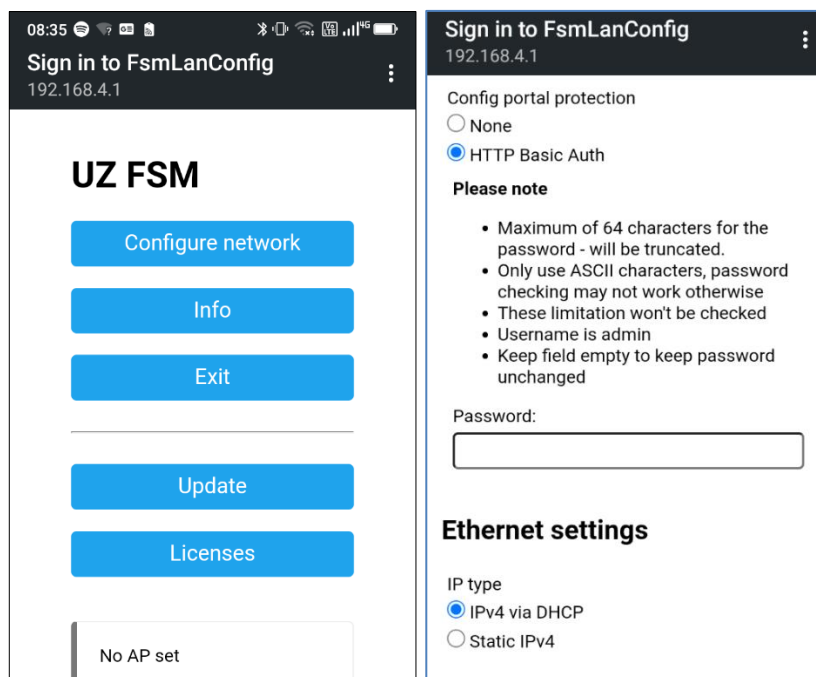 08:35
Sign in to FsmLanConfig
192.168.4.1
UZ FSM
Configure network
Info
Exit
Update
Licenses
No AP set
Sign in to FsmLanConfig
192.168.4.1
Config portal protection
None
HTTP Basic Auth
Please note
• Maximum of 64 characters for the
password - will be truncated.
• Only use ASCII characters, password
checking may not work otherwise
• These limitation won't be checked
• Username is admin
• Keep field empty to keep password
unchanged
Password:
Ethernet settings
IP type
IPv4 via DHCP
Static IPv4